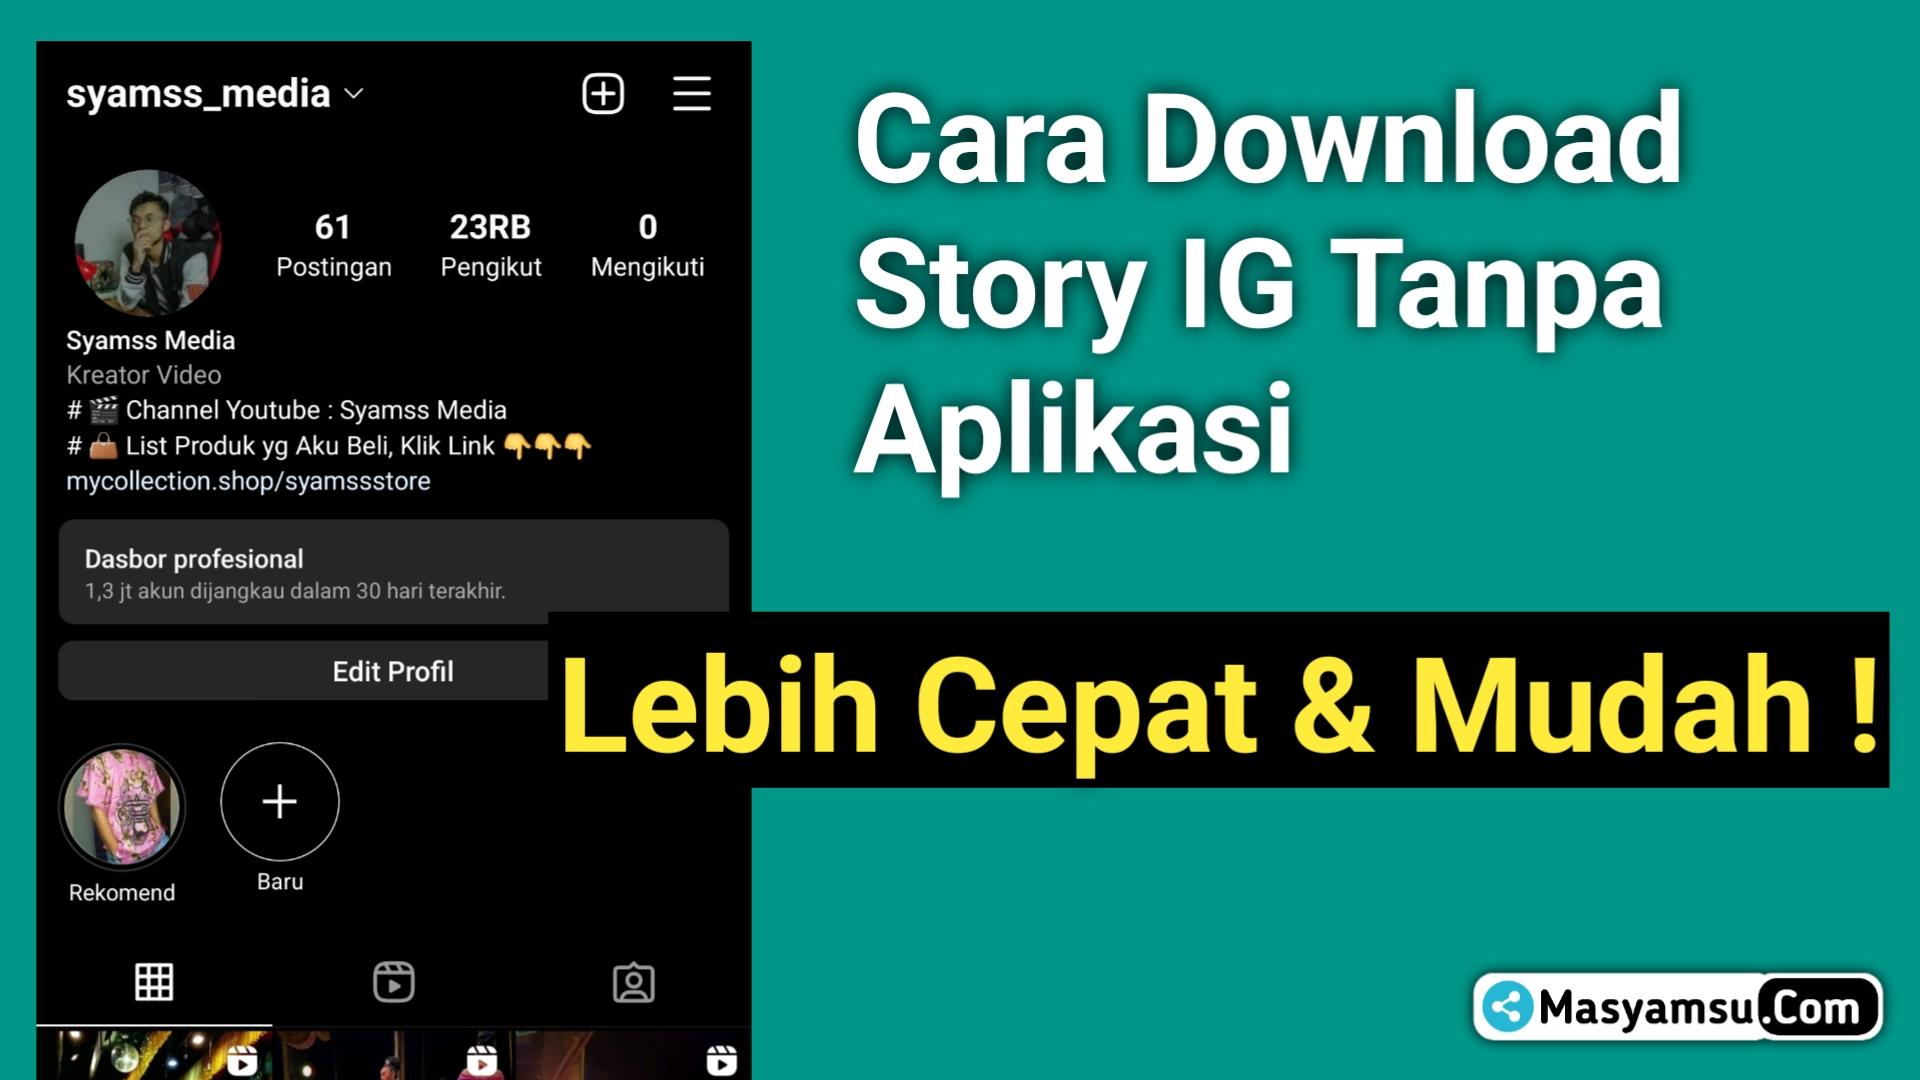 syamss_media
61
Postingan
23RB
Pengikut
0
Mengikuti
Syamss Media
Kreator Video
# 🎬 Channel Youtube : Syamss Media
# 👜 List Produk yg Aku Beli, Klik Link 👇👇👇
mycollection.shop/syamssstore
Dasbor profesional
1,3 jt akun dijangkau dalam 30 hari terakhir.
Edit Profil
Rekomend
Baru
Cara Download
Story IG Tanpa
Aplikasi
Lebih Cepat & Mudah !
Masyamsu.Com